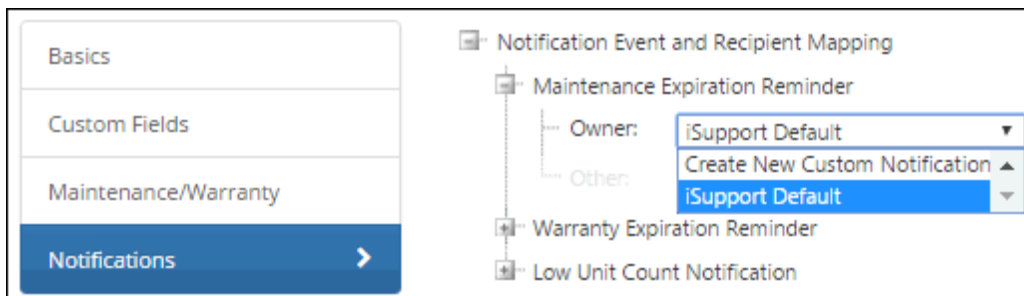 Basics
Custom Fields
Maintenance/Warranty
Notifications
Notification Event and Recipient Mapping
Maintenance Expiration Reminder
Owner: iSupport Default
Create New Custom Notification
iSupport Default
Other:
Warranty Expiration Reminder
Low Unit Count Notification